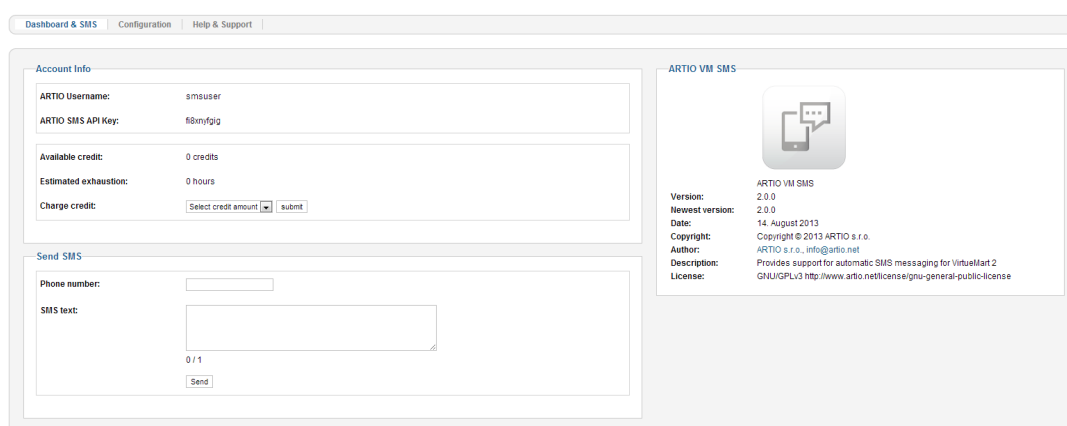 Dashboard & SMS
Configuration
Help & Support
Account Info
ARTIO Username: smsuser
ARTIO SMS API Key: fi8xnyfgig
Available credit: 0 credits
Estimated exhaustion: 0 hours
Charge credit: Select credit amount submit
Send SMS
Phone number:
SMS text:
0 / 1
Send
ARTIO VM SMS
ARTIO VM SMS
Version: 2.0.0
Newest version: 2.0.0
Date: 14. August 2013
Copyright: Copyright © 2013 ARTIO s.r.o.
Author: ARTIO s.r.o., info@artio.net
Description: Provides support for automatic SMS messaging for VirtueMart 2
License: GNU/GPLv3 http://www.artio.net/license/gnu-general-public-license